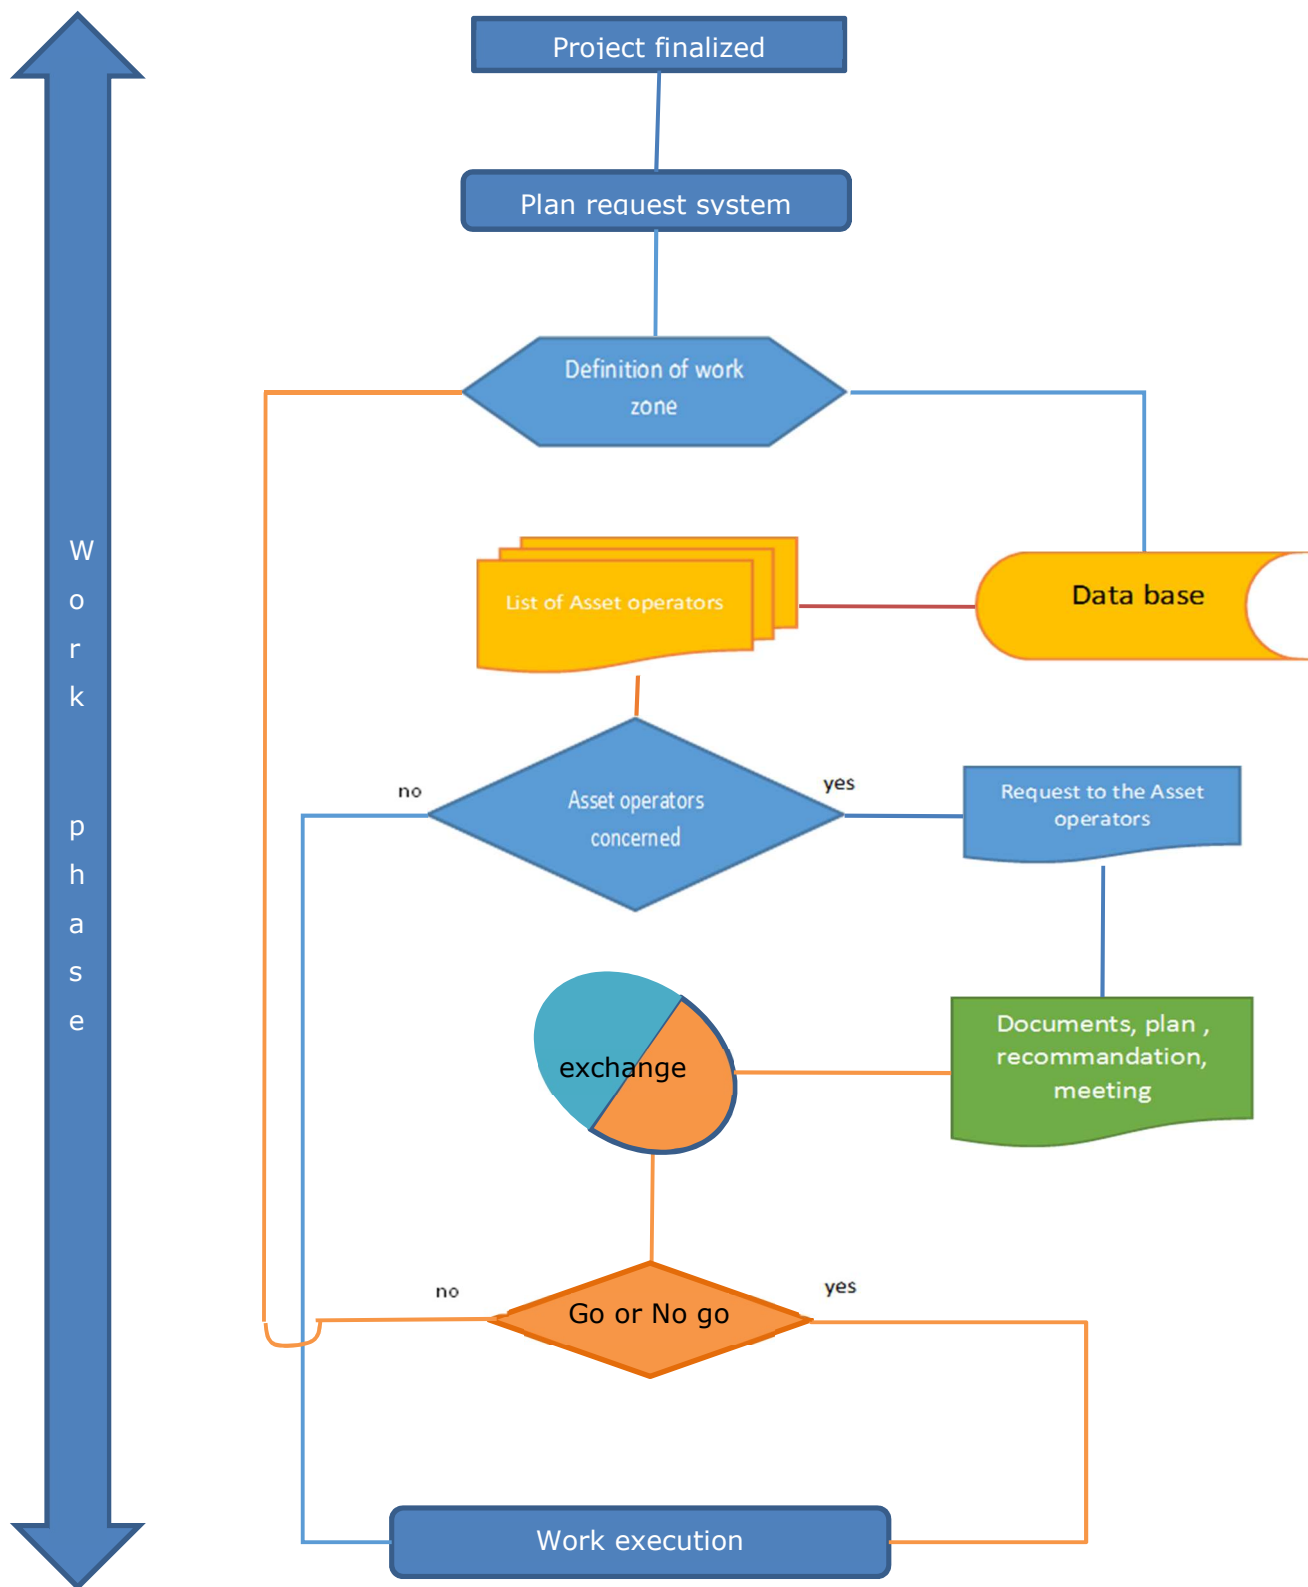 Project finalized
Plan request system
Definition of work
zone
List of Asset operators
Data base
no
yes
Asset operators
concerned
Request to the Asset
operators
Documents, plan ,
recommandation,
meeting
exchange
no
yes
Go or No go
Work execution
W
o
r
k
p
h
a
s
e